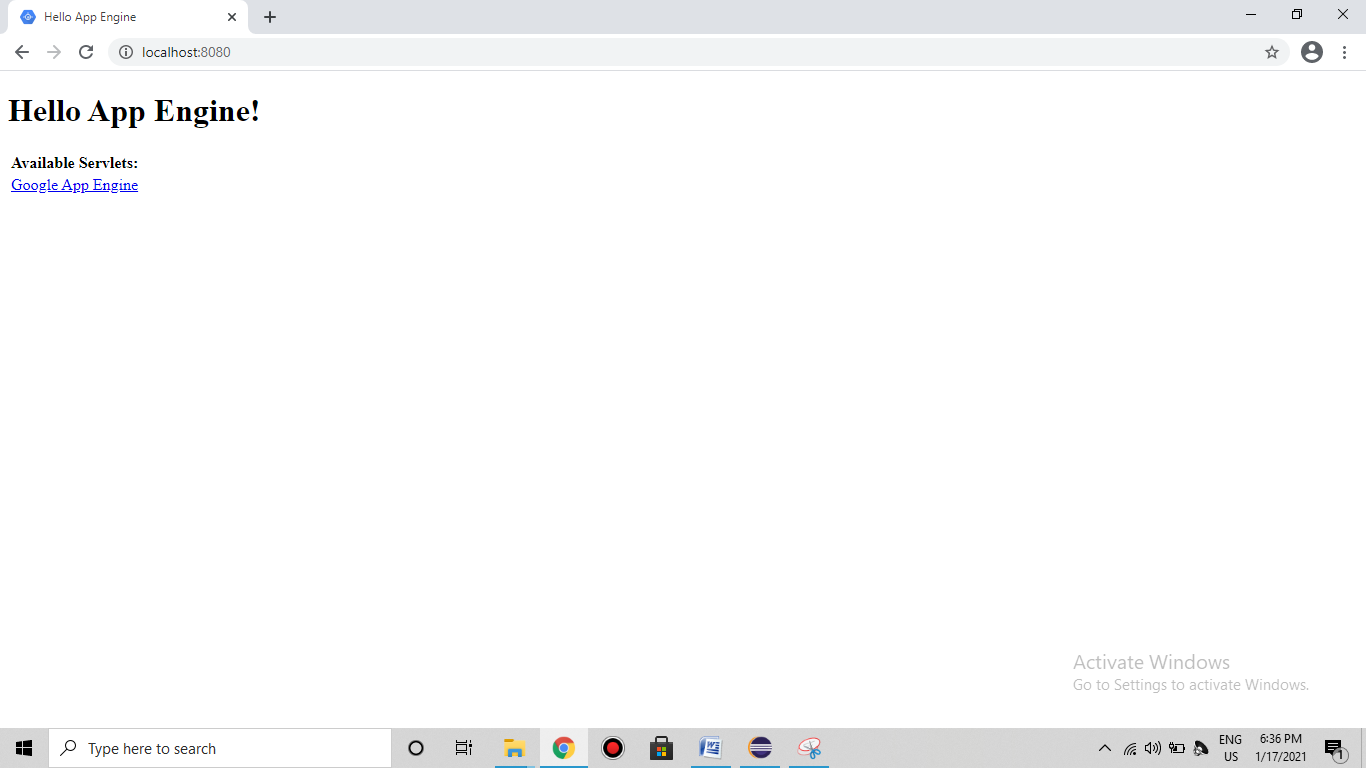 Hello App Engine
localhost:8080
Hello App Engine!
Available Servlets:
Google App Engine
Activate Windows
Go to Settings to activate Windows.
Type here to search
W
ENG
US
6:36 PM
1/17/2021
1